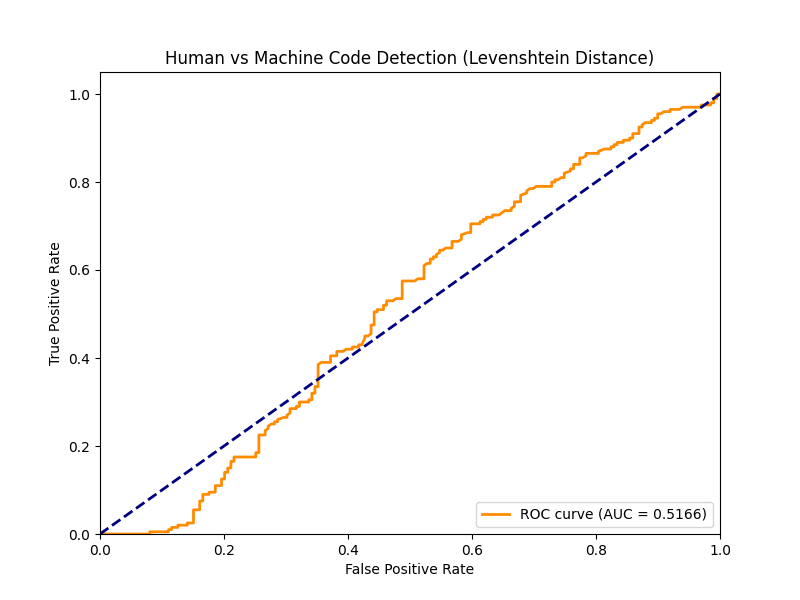 Human vs Machine Code Detection (Levenshtein Distance)
True Positive Rate
1.0
0.8
0.6
0.4
0.2
0.0
ROC curve (AUC = 0.5166)
0.0 0.2 0.4 0.6 0.8 1.0
False Positive Rate